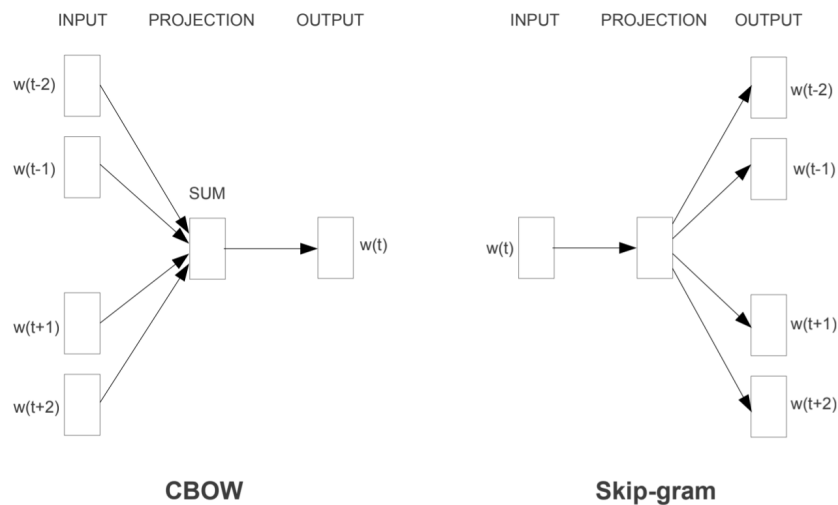 INPUT PROJECTION OUTPUT
w(t-2)
w(t-1)
SUM
w(t)
w(t+1)
w(t+2)
CBOW
INPUT PROJECTION OUTPUT
w(t-2)
w(t-1)
w(t)
w(t+1)
w(t+2)
Skip-gram